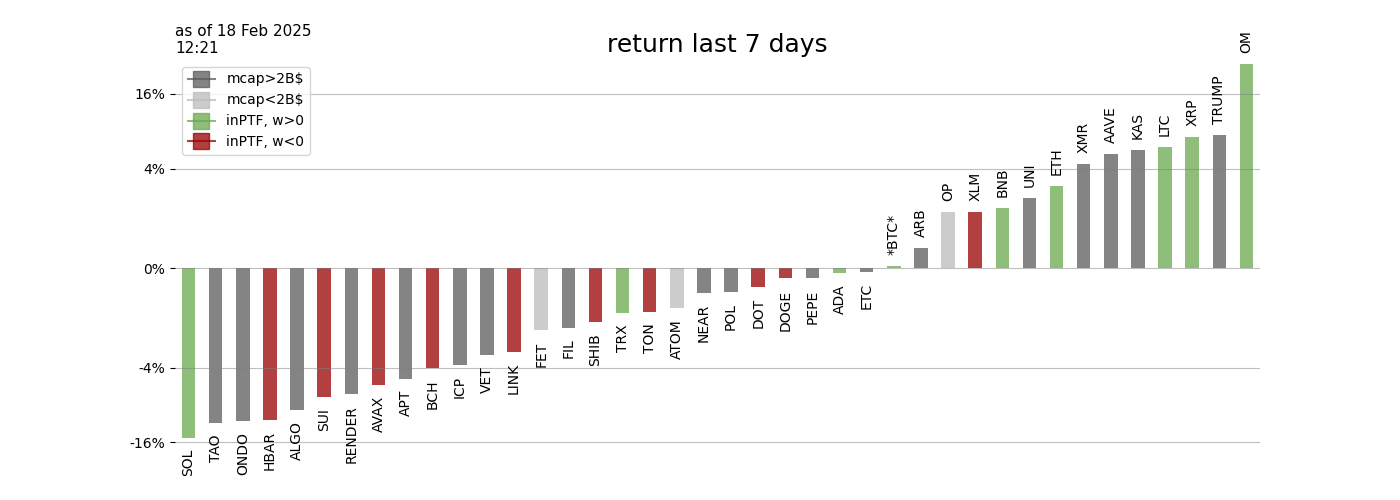 as of 18 Feb 2025
12:21
return last 7 days
mcap>2B$
mcap<2B$
inPTF, w>0
inPTF, w<0
16%
4%
0%
-4%
-16%
SOL
TAO
ONDO
HBAR
ALGO
SUI
RENDER
AVAX
APT
BCH
ICP
VET
LINK
FET
FIL
SHIB
TRX
TON
ATOM
NEAR
POL
DOT
DOGE
PEPE
ADA
ETC
*BTC*
ARB
OP
XLM
BNB
UNI
ETH
XMR
AAVE
KAS
LTC
XRP
TRUMP
OM